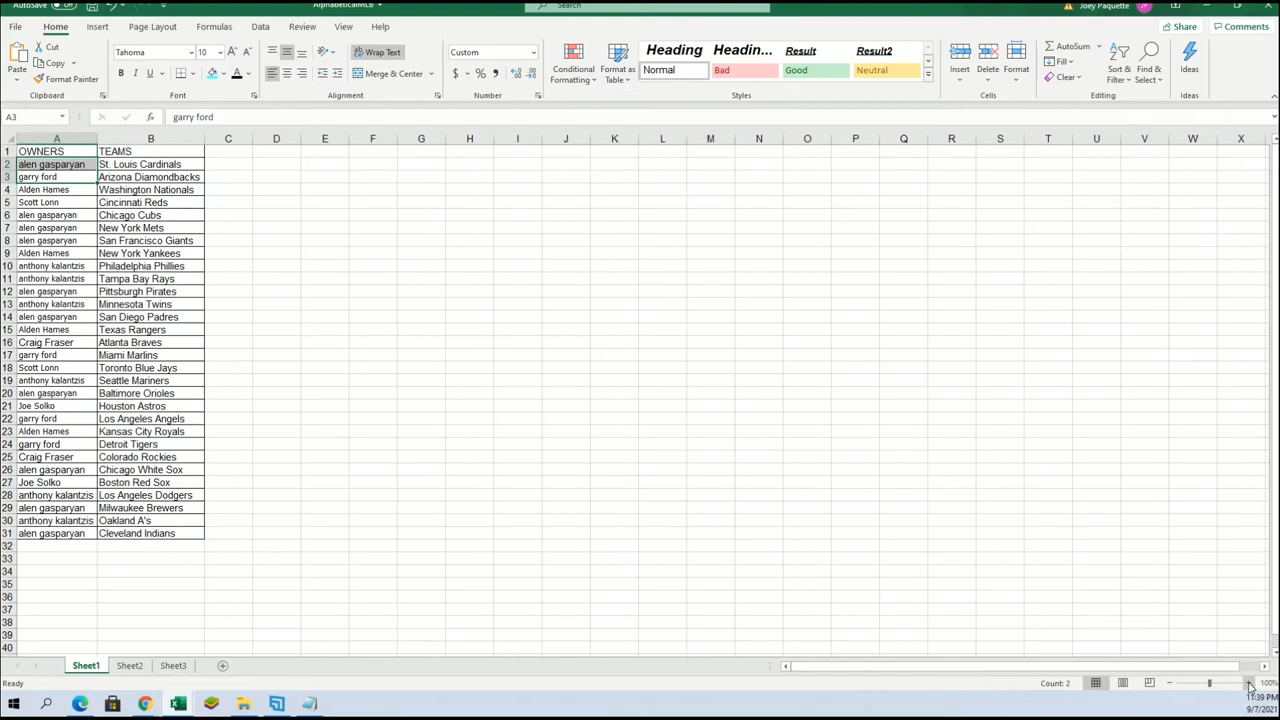 AutoSave AlphabeticalMLB Search Joey Paquette
File Home Insert Page Layout Formulas Data Review View Help Share Comments
Paste Cut Copy Format Painter Clipboard
Tahoma 10 Font
Wrap Text Merge & Center Alignment
Custom Number
Conditional Formatting Format as Table
Heading Headin... Result Result2
Normal Bad Good Neutral Styles
Insert Delete Format Cells
AutoSum Fill Clear Sort & Filter Find & Select Editing
Ideas Ideas
A3 garry ford
A B C D E F G H I J K L M N O P Q R S T U V W X
1 OWNERS TEAMS
2 alen gasparyan St. Louis Cardinals
3 garry ford Arizona Diamondbacks
4 Alden Hames Washington Nationals
5 Scott Lonn Cincinnati Reds
6 alen gasparyan Chicago Cubs
7 alen gasparyan New York Mets
8 alen gasparyan San Francisco Giants
9 Alden Hames New York Yankees
10 anthony kalantzis Philadelphia Phillies
11 anthony kalantzis Tampa Bay Rays
12 alen gasparyan Pittsburgh Pirates
13 anthony kalantzis Minnesota Twins
14 alen gasparyan San Diego Padres
15 Alden Hames Texas Rangers
16 Craig Fraser Atlanta Braves
17 garry ford Miami Marlins
18 Scott Lonn Toronto Blue Jays
19 anthony kalantzis Seattle Mariners
20 alen gasparyan Baltimore Orioles
21 Joe Solko Houston Astros
22 garry ford Los Angeles Angels
23 Alden Hames Kansas City Royals
24 garry ford Detroit Tigers
25 Craig Fraser Colorado Rockies
26 alen gasparyan Chicago White Sox
27 Joe Solko Boston Red Sox
28 anthony kalantzis Los Angeles Dodgers
29 alen gasparyan Milwaukee Brewers
30 anthony kalantzis Oakland A's
31 alen gasparyan Cleveland Indians
32
33
34
35
36
37
38
39
40
Sheet1 Sheet2 Sheet3
Ready Count: 2 100%
11:39 PM
9/7/2021